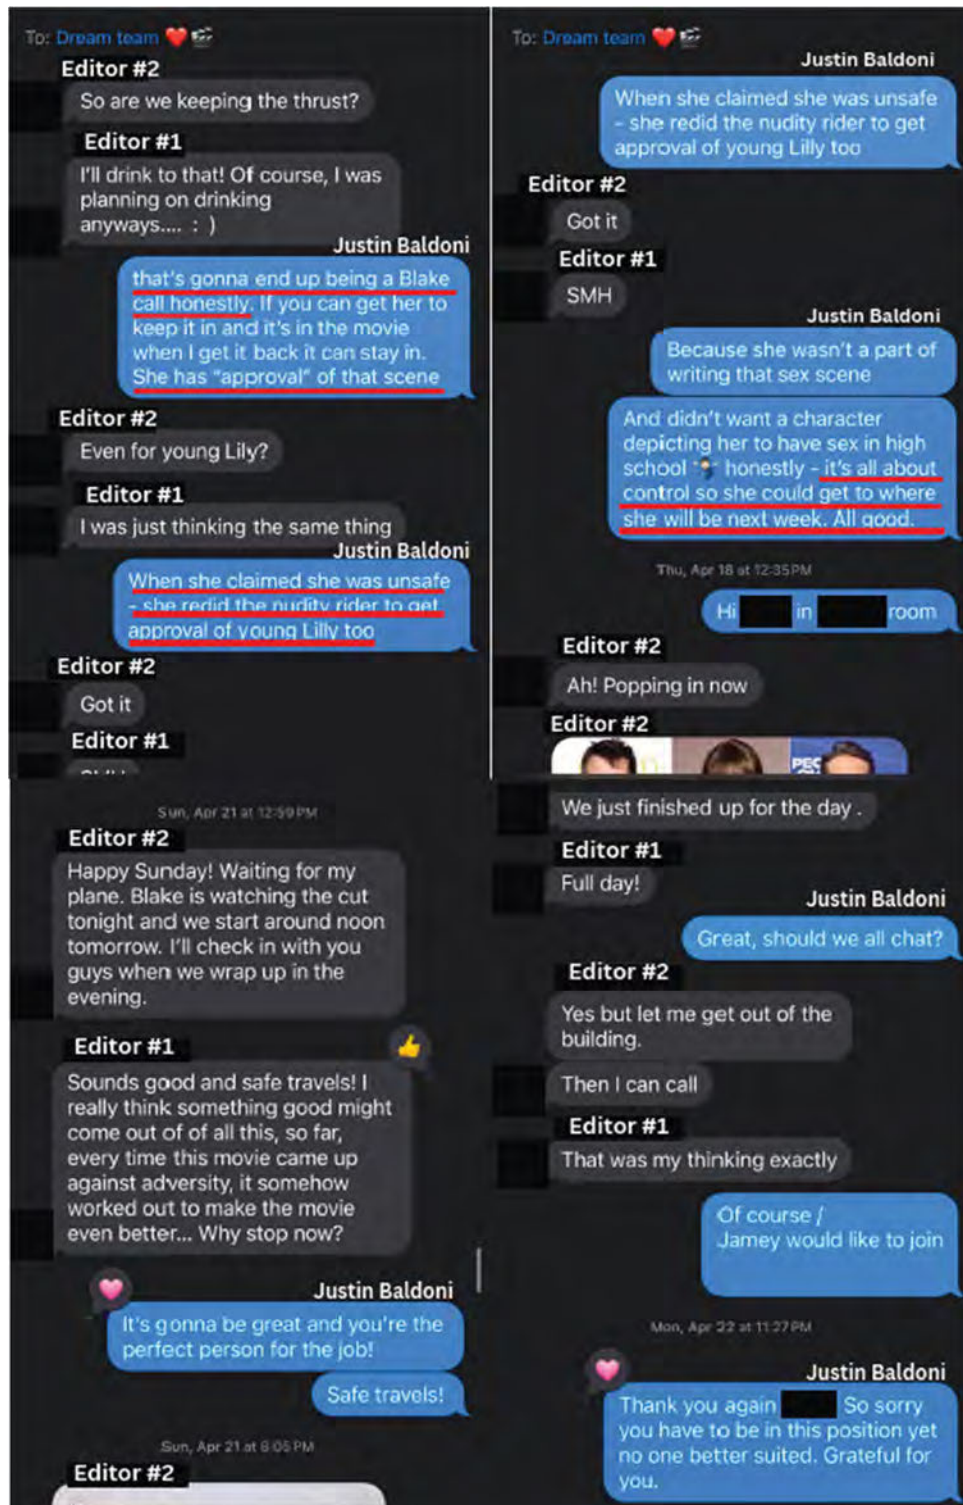 To: Dream team ❤️🎬
Editor #2
So are we keeping the thrust?
Editor #1
I'll drink to that! Of course, I was
planning on drinking
anyways.... : )
Justin Baldoni
that's gonna end up being a Blake
call honestly. If you can get her to
keep it in and it's in the movie
when I get it back it can stay in.
She has “approval” of that scene
Editor #2
Even for young Lily?
Editor #1
I was just thinking the same thing
Justin Baldoni
When she claimed she was unsafe
- she redid the nudity rider to get
approval of young Lilly too
Editor #2
Got it
Editor #1
To: Dream team ❤️🎬
Justin Baldoni
When she claimed she was unsafe
- she redid the nudity rider to get
approval of young Lilly too
Editor #2
Got it
Editor #1
SMH
Justin Baldoni
Because she wasn't a part of
writing that sex scene
And didn't want a character
depicting her to have sex in high
school honestly - it's all about
control so she could get to where
she will be next week. All good.
Thu, Apr 18 at 12:35 PM
Hi in room
Editor #2
Ah! Popping in now
Editor #2
Sun, Apr 21 at 12:59 PM
Editor #2
Happy Sunday! Waiting for my
plane. Blake is watching the cut
tonight and we start around noon
tomorrow. I'll check in with you
guys when we wrap up in the
evening.
Editor #1
Sounds good and safe travels! I
really think something good might
come out of of all this, so far,
every time this movie came up
against adversity, it somehow
worked out to make the movie
even better... Why stop now?
Justin Baldoni
It's gonna be great and you're the
perfect person for the job!
Safe travels!
Sun, Apr 21 at 6:05 PM
Editor #2
We just finished up for the day .
Editor #1
Full day!
Justin Baldoni
Great, should we all chat?
Editor #2
Yes but let me get out of the
building.
Then I can call
Editor #1
That was my thinking exactly
Of course /
Jamey would like to join
Mon, Apr 22 at 11:27 PM
Justin Baldoni
Thank you again So sorry
you have to be in this position yet
no one better suited. Grateful for
you.